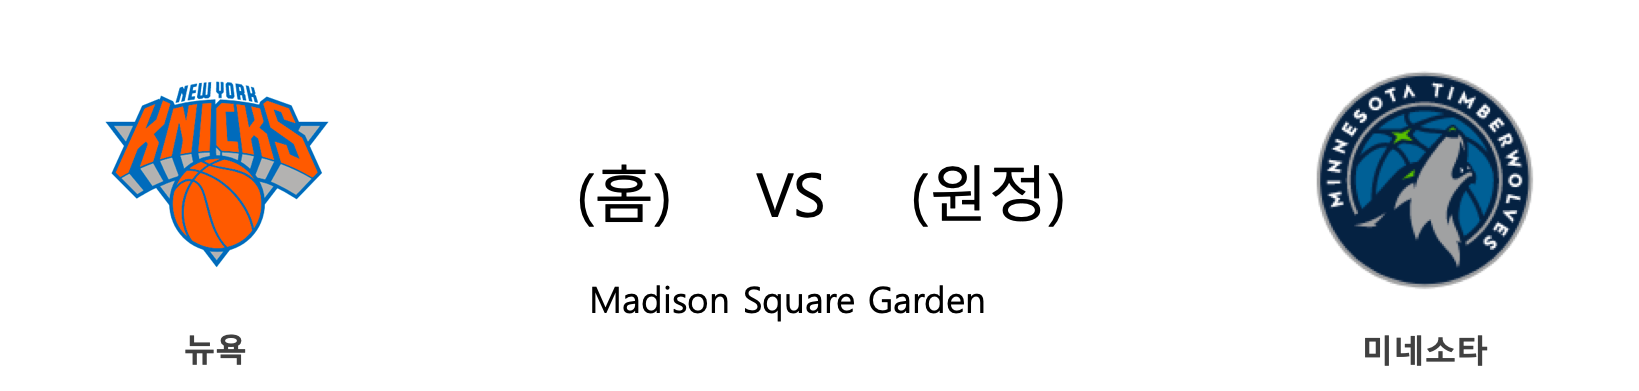 NEW YORK
KNICKS
MINNESOTA TIMBERWOLVES
(홈) VS (원정)
Madison Square Garden
뉴욕
미네소타